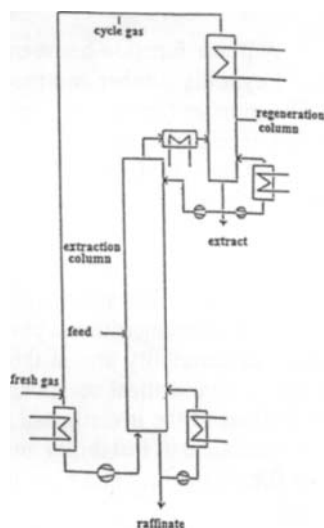 cycle gas
regeneration
column
extract
extraction
column
feed
fresh gas
raffinate